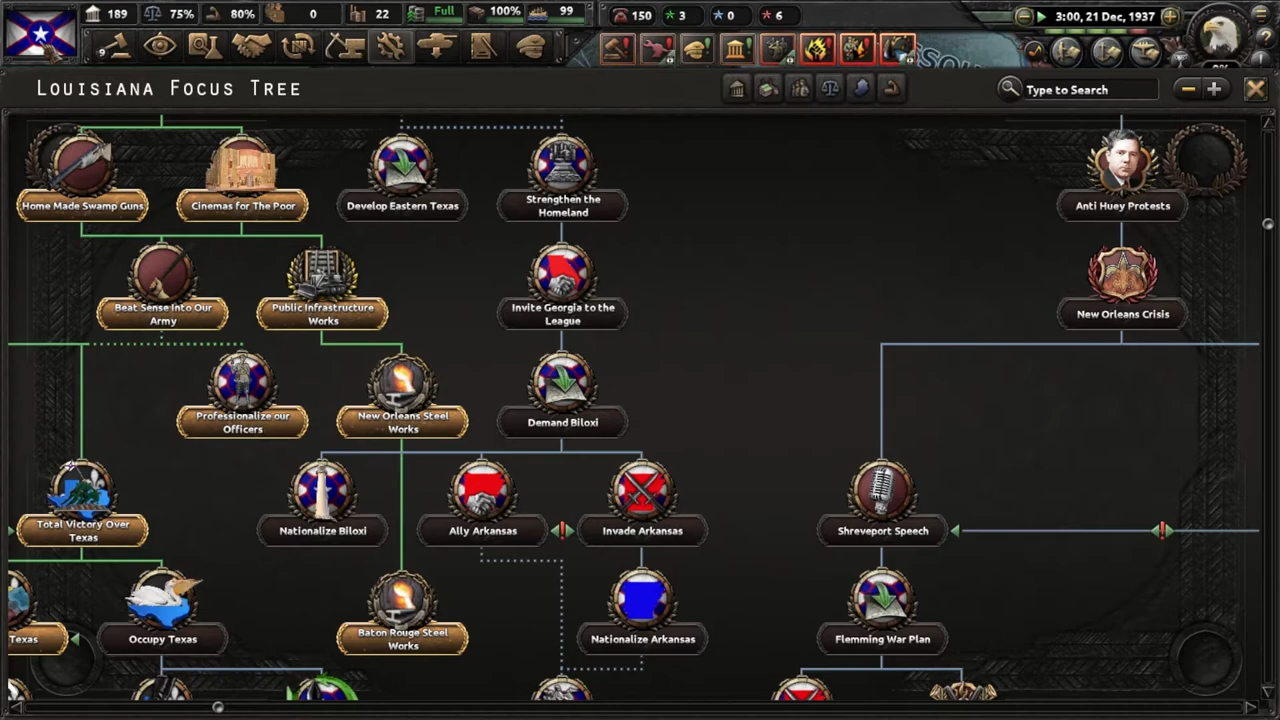 189 75% 80% 0 22 Full 100% 99 150 3 0 6 3:00, 21 Dec, 1937
9
LOUISIANA FOCUS TREE
Type to Search
Home Made Swamp Guns
Cinemas for The Poor
Develop Eastern Texas
Strengthen the
Homeland
Anti Huey Protests
Beat Sense Into Our
Army
Public Infrastructure
Works
Invite Georgia to the
League
New Orleans Crisis
Professionalize our
Officers
New Orleans Steel
Works
Demand Biloxi
Total Victory Over
Texas
Nationalize Biloxi
Ally Arkansas
Invade Arkansas
Shreveport Speech
Texas
Occupy Texas
Baton Rouge Steel
Works
Nationalize Arkansas
Flemming War Plan